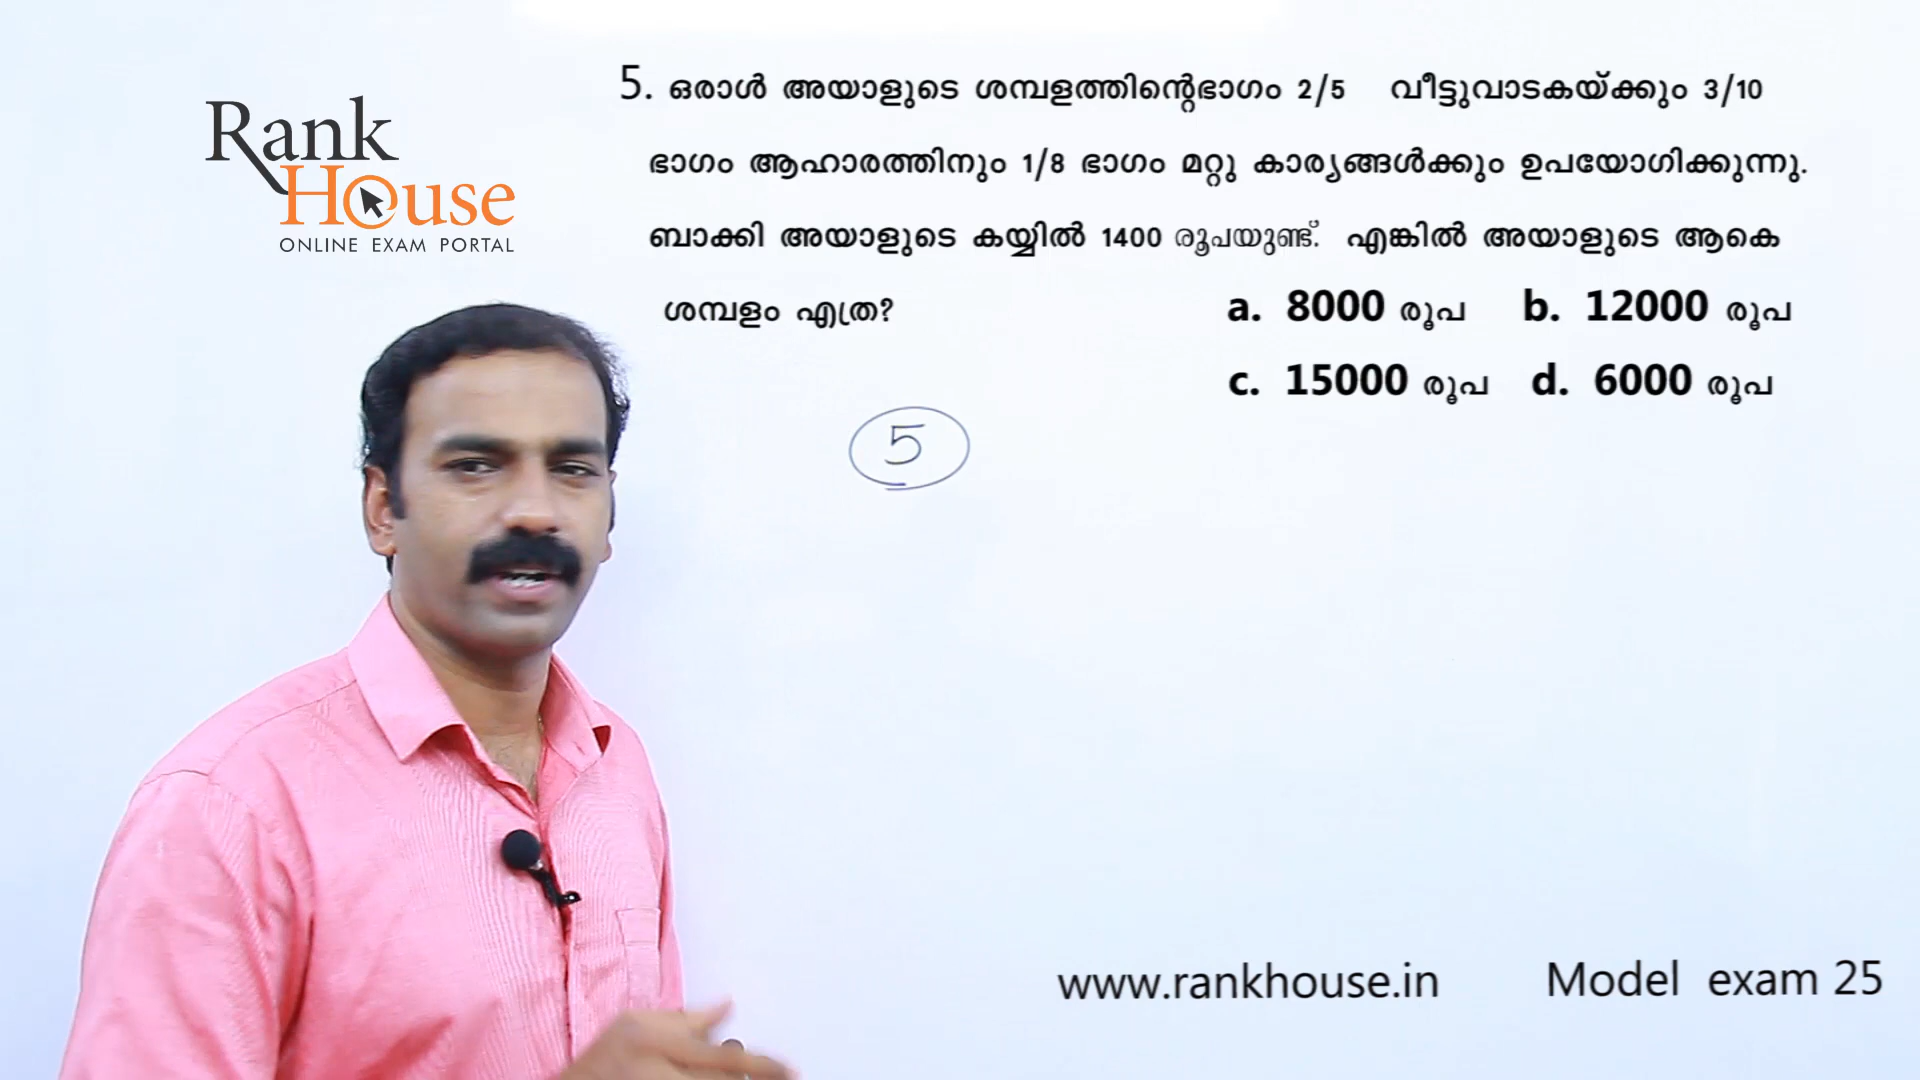 Rank
House
ONLINE EXAM PORTAL
5. ഒരാൾ അയാളുടെ ശമ്പളത്തിന്റെഭാഗം 2/5 വീട്ടുവാടകയ്ക്കും 3/10
ഭാഗം ആഹാരത്തിനും 1/8 ഭാഗം മറ്റു കാര്യങ്ങൾക്കും ഉപയോഗിക്കുന്നു.
ബാക്കി അയാളുടെ കയ്യിൽ 1400 രൂപയുണ്ട്. എങ്കിൽ അയാളുടെ ആകെ
ശമ്പളം എത്ര? a. 8000 രൂപ b. 12000 രൂപ
c. 15000 രൂപ d. 6000 രൂപ
5
www.rankhouse.in Model exam 25